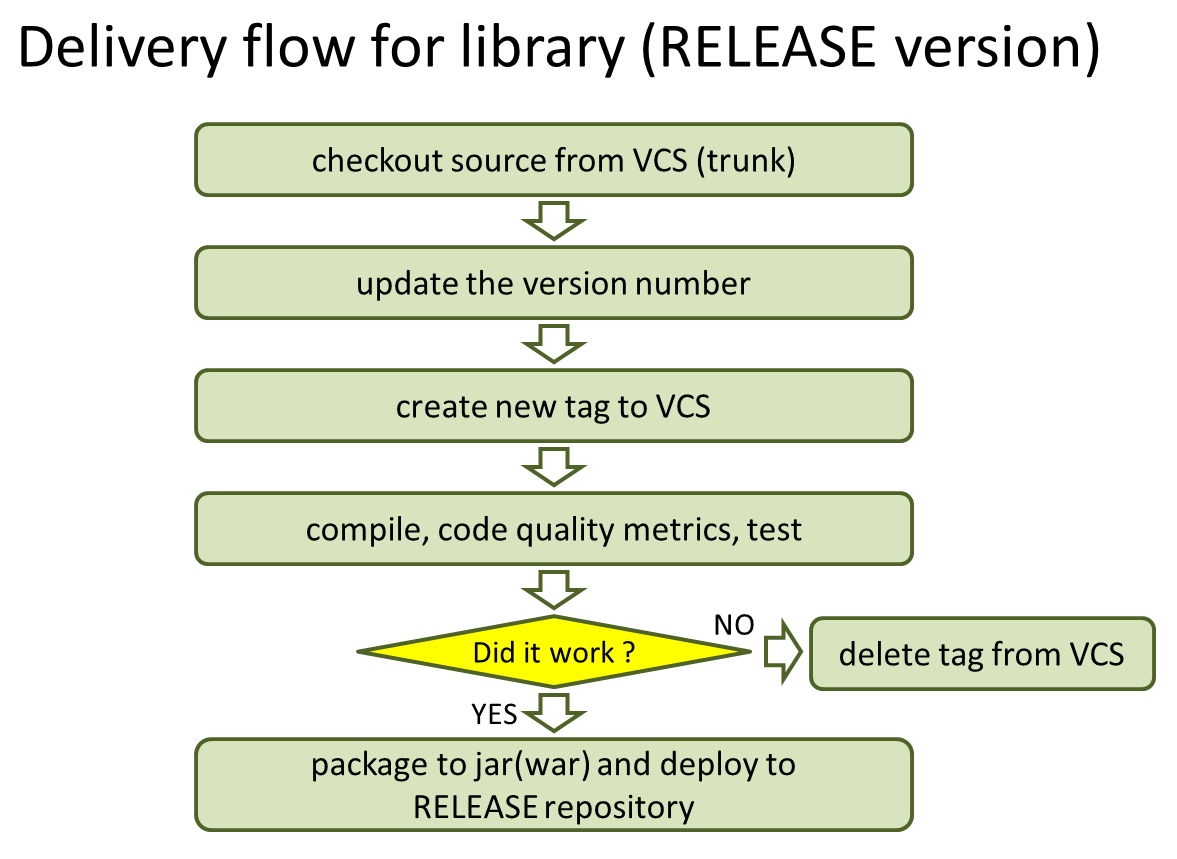 Delivery flow for library (RELEASE version)
checkout source from VCS (trunk)
update the version number
create new tag to VCS
compile, code quality metrics, test
Did it work ?
NO
delete tag from VCS
YES
package to jar(war) and deploy to
RELEASE repository